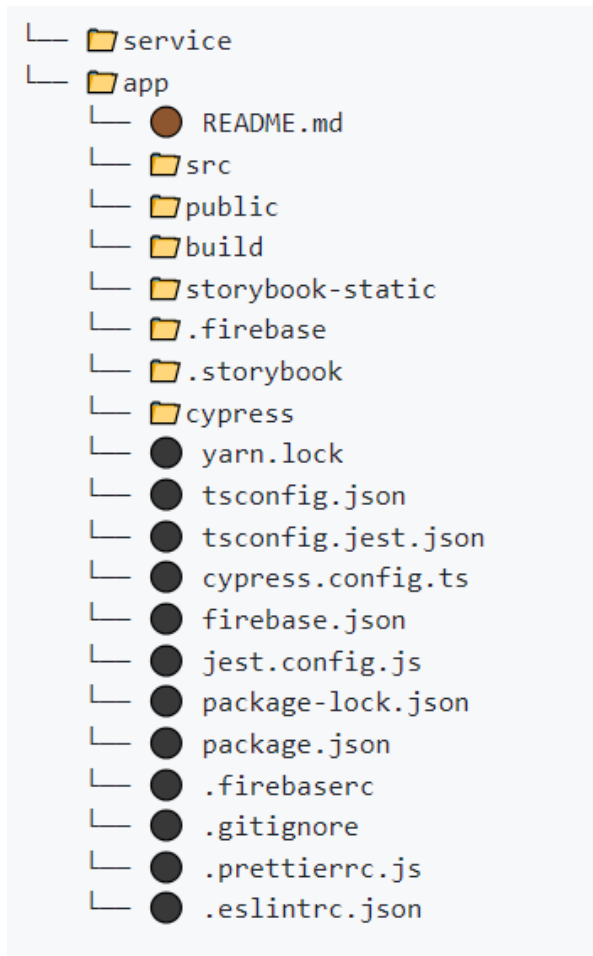 └── 📂service
└── 📂app
    └── 🟤 README.md
    └── 📂src
    └── 📂public
    └── 📂build
    └── 📂storybook-static
    └── 📂.firebase
    └── 📂.storybook
    └── 📂cypress
    └── ⚫ yarn.lock
    └── ⚫ tsconfig.json
    └── ⚫ tsconfig.jest.json
    └── ⚫ cypress.config.ts
    └── ⚫ firebase.json
    └── ⚫ jest.config.js
    └── ⚫ package-lock.json
    └── ⚫ package.json
    └── ⚫ .firebaserc
    └── ⚫ .gitignore
    └── ⚫ .prettierrc.js
    └── ⚫ .eslintrc.json